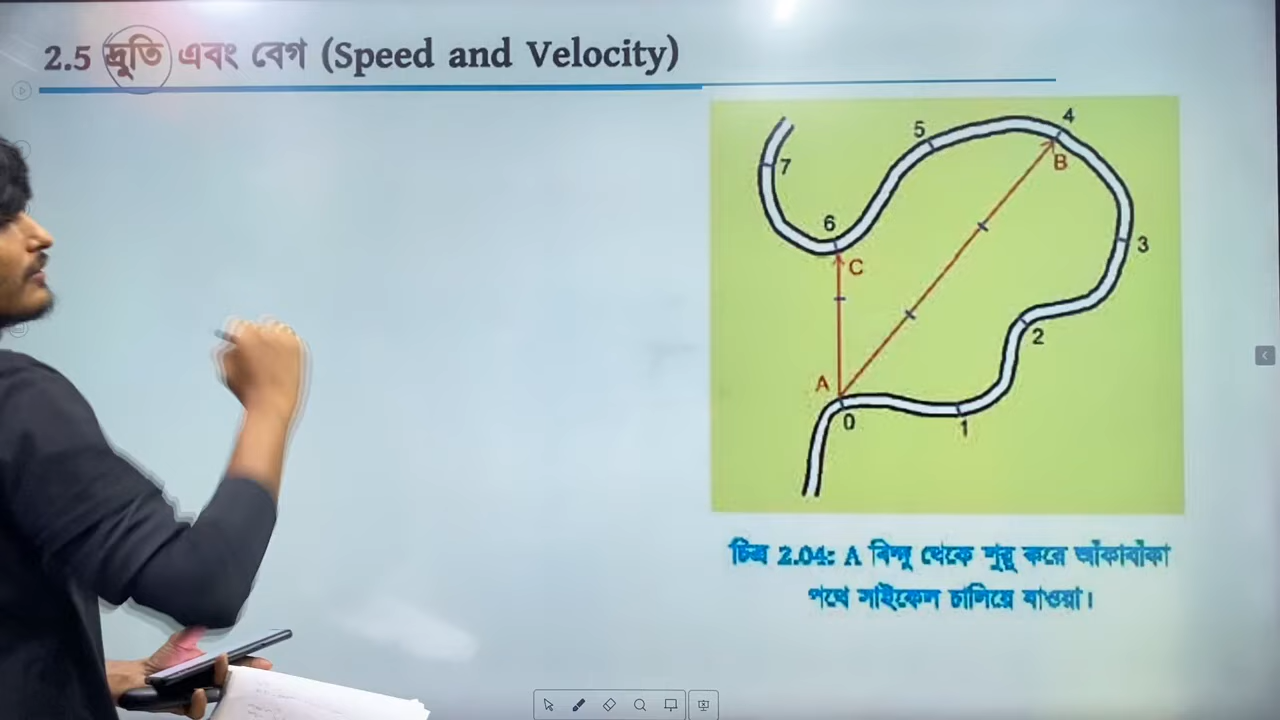 2.5 দ্রুতি এবং বেগ (Speed and Velocity)
4
5
B
7
3
6
C
2
A
0
1
চিত্র 2.04: A বিন্দু থেকে শুরু করে আঁকাবাঁকা
পথে সাইকেল চালিয়ে যাওয়া।